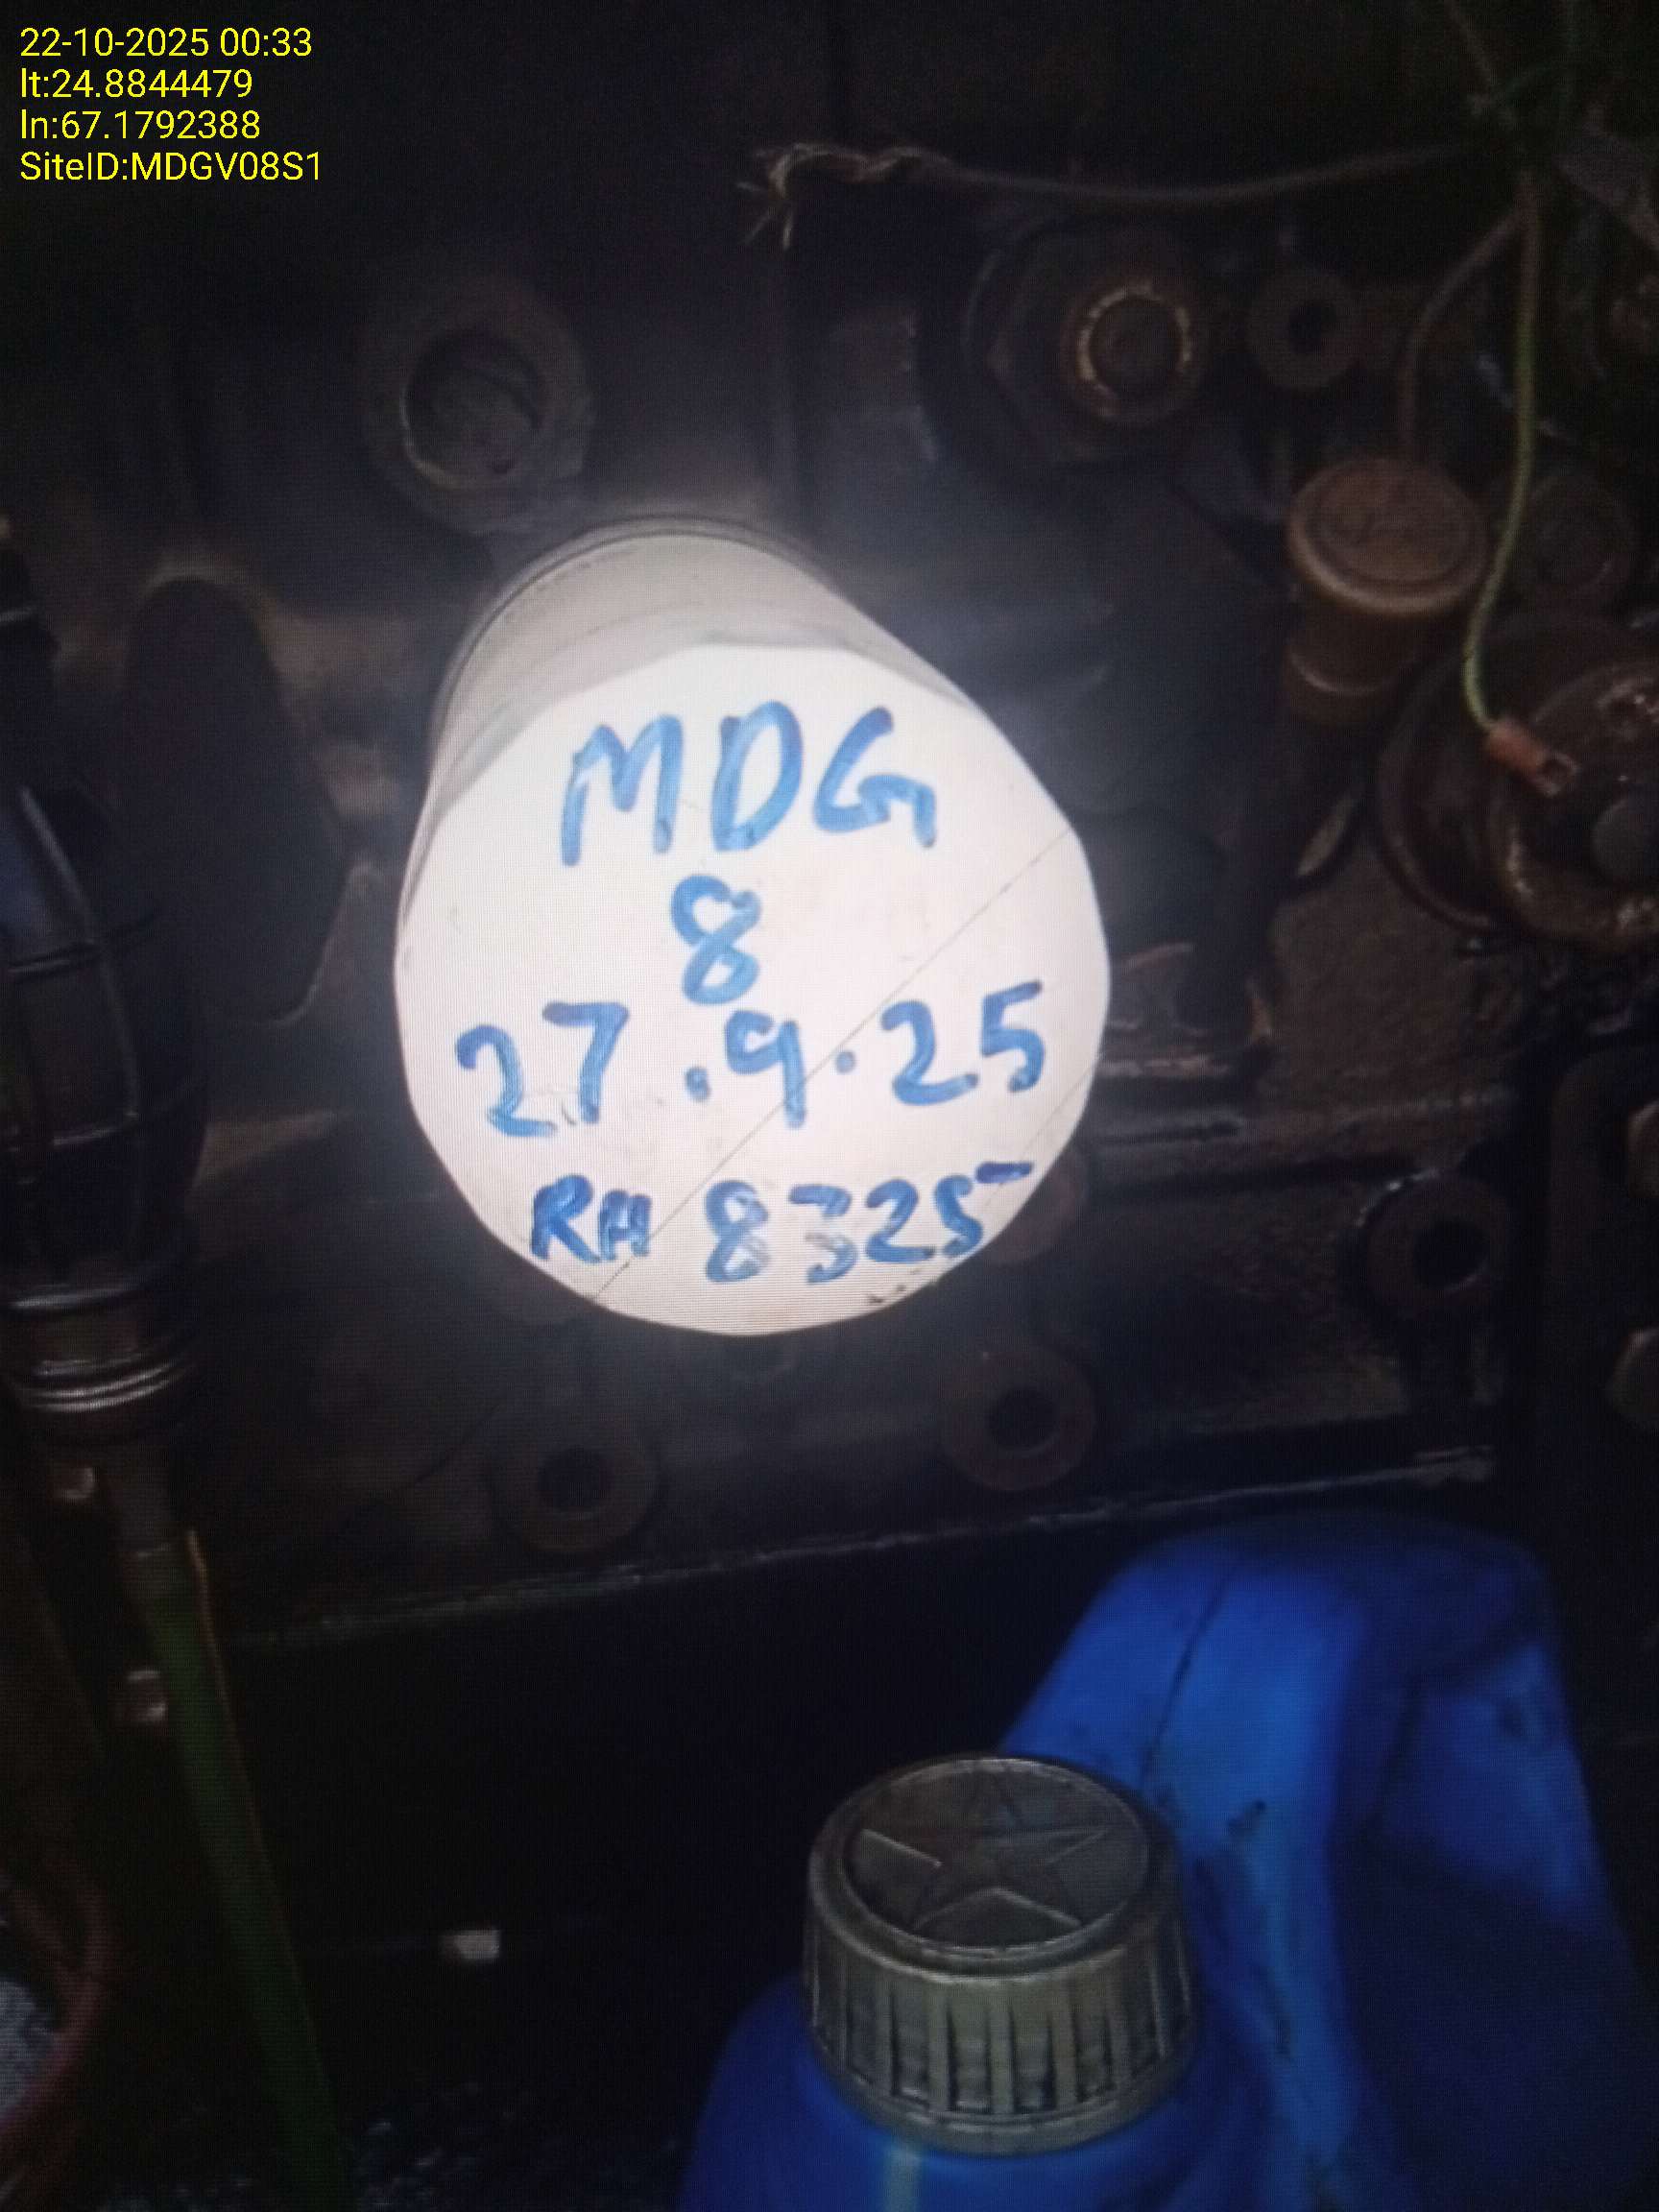 22-10-2025 00:33
lt:24.8844479
ln:67.1792388
SiteID:MDGV08S1
MDG
8
27.9.25
RH 8325